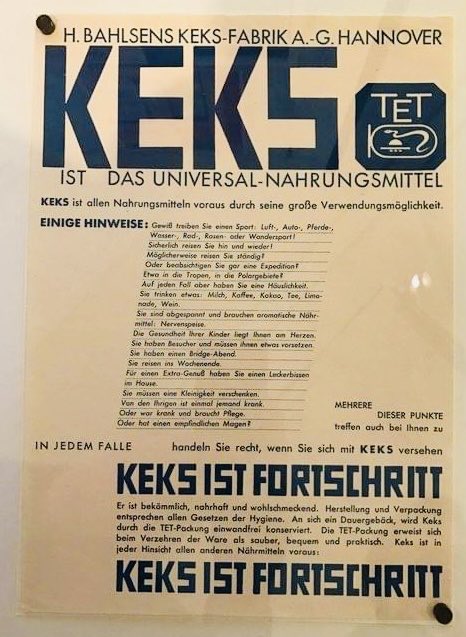 H. BAHLSENS KEKS-FABRIK A.-G. HANNOVER
KEKS
TET
IST DAS UNIVERSAL-NAHRUNGSMITTEL
KEKS ist allen Nahrungsmitteln voraus durch seine große Verwendungsmöglichkeit.
EINIGE HINWEISE: Gewiß treiben Sie einen Sport: Luft-, Auto-, Pferde-,
Wasser-, Rad-, Rasen- oder Wandersport!
Sicherlich reisen Sie hin und wieder!
Möglicherweise reisen Sie ständig?
Oder beabsichtigen Sie gar eine Expedition?
Etwa in die Tropen, in die Polargebiete?
Auf jeden Fall aber haben Sie eine Häuslichkeit.
Sie trinken etwas: Milch, Kaffee, Kakao, Tee, Limo-
nade, Wein.
Sie sind abgespannt und brauchen aromatische Nähr-
mittel: Nervenspeise.
Die Gesundheit Ihrer Kinder liegt Ihnen am Herzen.
Sie haben Besucher und müssen ihnen etwas vorsetzen.
Sie haben einen Bridge-Abend.
Sie reisen ins Wochenende.
Für einen Extra-Genuß haben Sie einen Leckerbissen
im Hause.
Sie müssen eine Kleinigkeit verschenken.
Von den Ihrigen ist einmal jemand krank.
Oder war krank und braucht Pflege.
Oder hat einen empfindlichen Magen?
MEHRERE
DIESER PUNKTE
treffen auch bei Ihnen zu
IN JEDEM FALLE handeln Sie recht, wenn Sie sich mit KEKS versehen
KEKS IST FORTSCHRITT
Er ist bekömmlich, nahrhaft und wohlschmeckend. Herstellung und Verpackung
entsprechen allen Gesetzen der Hygiene. An sich ein Dauergebäck, wird Keks
durch die TET-Packung einwandfrei konserviert. Die TET-Packung erweist sich
beim Verzehren der Ware als sauber, bequem und praktisch. Keks ist in
jeder Hinsicht allen anderen Nährmitteln voraus:
KEKS IST FORTSCHRITT